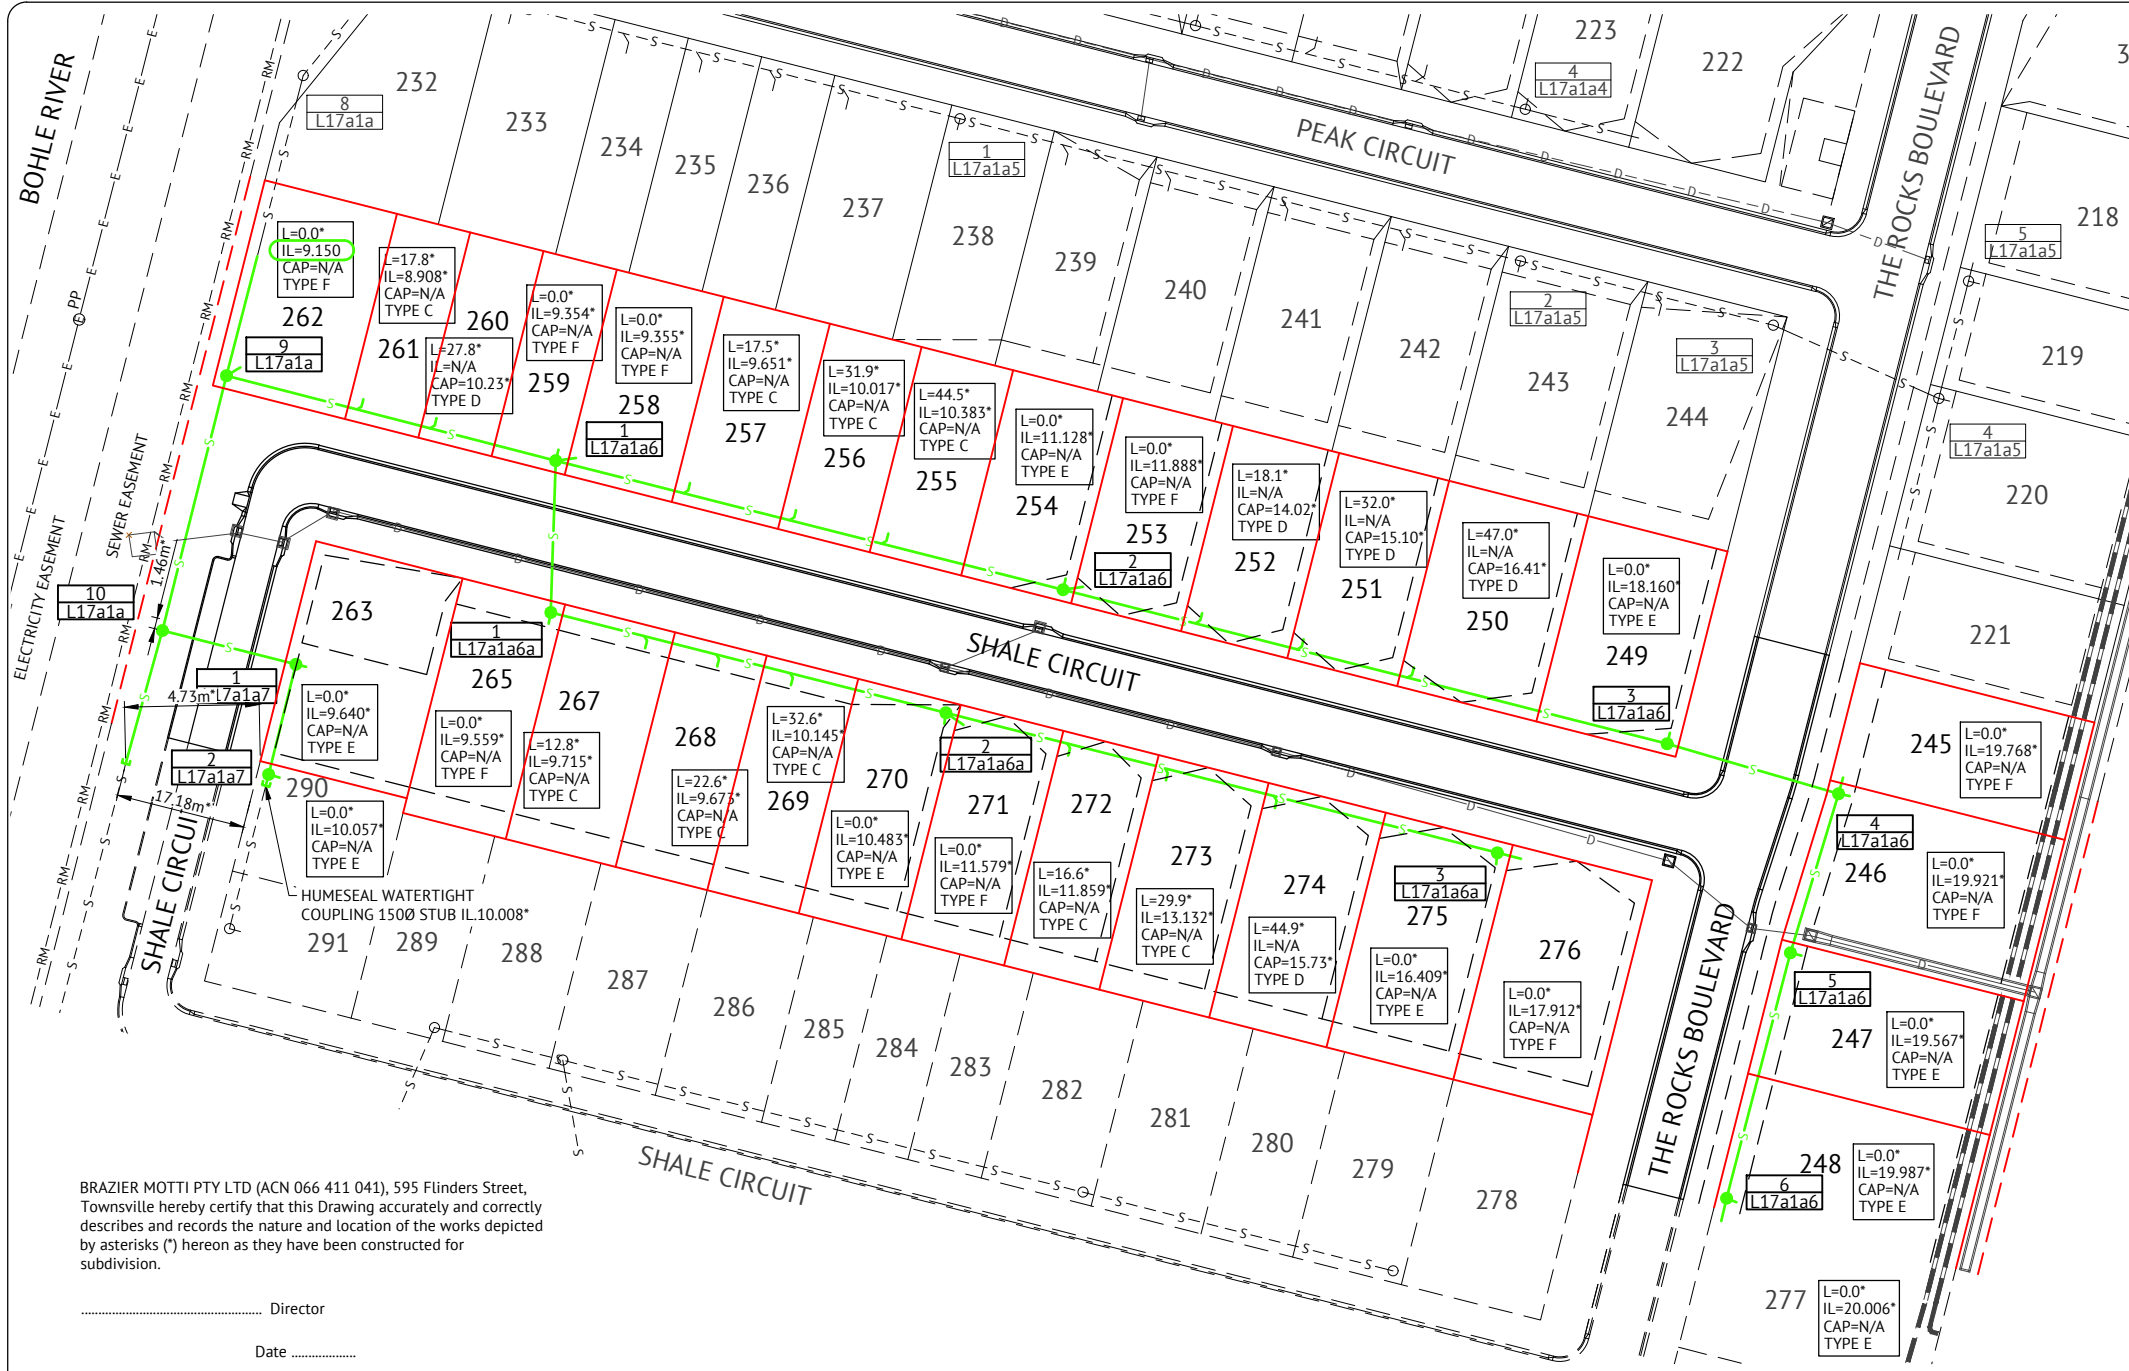 BOHLE RIVER
PEAK CIRCUIT
THE ROCKS BOULEVARD
223
222
4
L17a1a4
3
232
8
L17a1a
233
234
235
236
237
1
L17a1a5
238
239
240
241
242
2
L17a1a5
243
3
L17a1a5
244
5
L17a1a5
218
219
4
L17a1a5
220
221
PP
SEWER EASEMENT
ELECTRICITY EASEMENT
L=0.0*
IL=9.150
CAP=N/A
TYPE F
262
9
L17a1a
L=17.8*
IL=8.908*
CAP=N/A
TYPE C
261
260
L=27.8*
IL=N/A
CAP=10.23*
TYPE D
L=0.0*
IL=9.354*
CAP=N/A
TYPE F
259
L=0.0*
IL=9.355*
CAP=N/A
TYPE F
258
1
L17a1a6
L=17.5*
IL=9.651*
CAP=N/A
TYPE C
257
L=31.9*
IL=10.017*
CAP=N/A
TYPE C
256
L=44.5*
IL=10.383*
CAP=N/A
TYPE C
255
L=0.0*
IL=11.128*
CAP=N/A
TYPE E
254
L=0.0*
IL=11.888*
CAP=N/A
TYPE F
253
2
L17a1a6
L=18.1*
IL=N/A
CAP=14.02*
TYPE D
252
L=32.0*
IL=N/A
CAP=15.10*
TYPE D
251
L=47.0*
IL=N/A
CAP=16.41*
TYPE D
250
L=0.0*
IL=18.160*
CAP=N/A
TYPE E
249
3
L17a1a6
SHALE CIRCUIT
10
L17a1a
1.46m*
1
L17a1a7
4.73m*
2
L17a1a7
17.18m*
263
L=0.0*
IL=9.640*
CAP=N/A
TYPE E
290
L=0.0*
IL=10.057*
CAP=N/A
TYPE E
HUMESEAL WATERTIGHT
COUPLING 150Ø STUB IL.10.008*
1
L17a1a6a
265
L=0.0*
IL=9.559*
CAP=N/A
TYPE F
267
L=12.8*
IL=9.715*
CAP=N/A
TYPE C
268
L=22.6*
IL=9.673*
CAP=N/A
TYPE C
L=32.6*
IL=10.145*
CAP=N/A
TYPE C
269
270
L=0.0*
IL=10.483*
CAP=N/A
TYPE E
2
L17a1a6a
271
L=0.0*
IL=11.579*
CAP=N/A
TYPE F
272
L=16.6*
IL=11.859*
CAP=N/A
TYPE C
273
L=29.9*
IL=13.132*
CAP=N/A
TYPE C
274
L=44.9*
IL=N/A
CAP=15.73*
TYPE D
3
L17a1a6a
275
L=0.0*
IL=16.409*
CAP=N/A
TYPE E
276
L=0.0*
IL=17.912*
CAP=N/A
TYPE F
245
L=0.0*
IL=19.768*
CAP=N/A
TYPE F
4
L17a1a6
246
L=0.0*
IL=19.921*
CAP=N/A
TYPE F
5
L17a1a6
247
L=0.0*
IL=19.567*
CAP=N/A
TYPE E
248
L=0.0*
IL=19.987*
CAP=N/A
TYPE E
6
L17a1a6
277
L=0.0*
IL=20.006*
CAP=N/A
TYPE E
THE ROCKS BOULEVARD
SHALE CIRCUIT
291
289
288
287
286
285
284
283
282
281
280
279
278
SHALE CIRCUIT
BRAZIER MOTTI PTY LTD (ACN 066 411 041), 595 Flinders Street,
Townsville hereby certify that this Drawing accurately and correctly
describes and records the nature and location of the works depicted
by asterisks (*) hereon as they have been constructed for
subdivision.
.................................................... Director
Date ...................